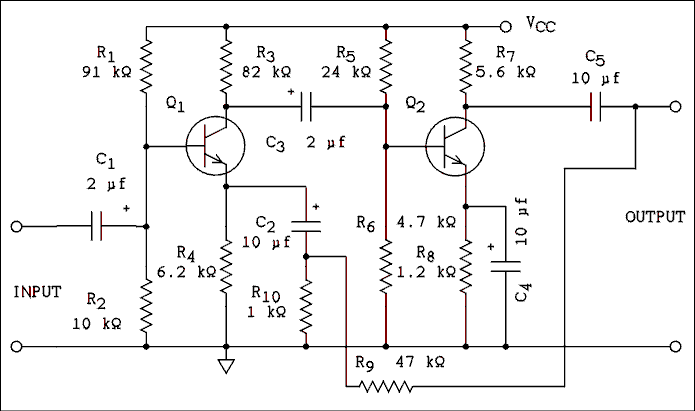 VCC
R1
91 kΩ
R3
82 kΩ
R5
24 kΩ
R7
5.6 kΩ
C5
10 µf
Q1
Q2
C3
2 µf
C1
2 µf
+
+
C2
10 µf
+
R6
4.7 kΩ
R4
6.2 kΩ
R8
1.2 kΩ
+
10 µf
C4
OUTPUT
INPUT
R2
10 kΩ
R10
1 kΩ
R9
47 kΩ